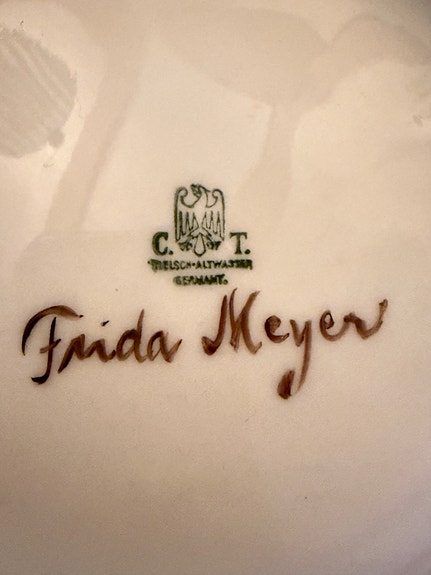 C. T.
TIELSCH-ALTWASSER
GERMANY.
Frida Meyer